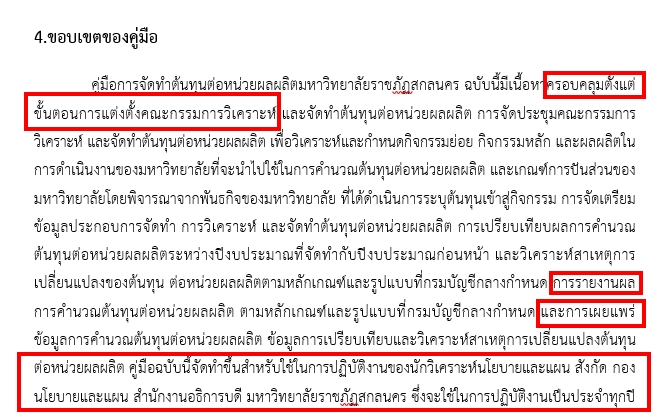 4.ขอบเขตของคู่มือ
คู่มือการจัดทำต้นทุนต่อหน่วยผลผลิตมหาวิทยาลัยราชภัฏสกลนคร ฉบับนี้มีเนื้อหาครอบคลุมตั้งแต่
ขั้นตอนการแต่งตั้งคณะกรรมการวิเคราะห์ และจัดทำต้นทุนต่อหน่วยผลผลิต การจัดประชุมคณะกรรมการ
วิเคราะห์ และจัดทำต้นทุนต่อหน่วยผลผลิต เพื่อวิเคราะห์และกำหนดกิจกรรมย่อย กิจกรรมหลัก และผลผลิตใน
การดำเนินงานของมหาวิทยาลัยที่จะนำไปใช้ในการคำนวณต้นทุนต่อหน่วยผลผลิต และเกณฑ์การปันส่วนของ
มหาวิทยาลัยโดยพิจารณาจากพันธกิจของมหาวิทยาลัย ที่ได้ดำเนินการระบุต้นทุนเข้าสู่กิจกรรม การจัดเตรียม
ข้อมูลประกอบการจัดทำ การวิเคราะห์ และจัดทำต้นทุนต่อหน่วยผลผลิต การเปรียบเทียบผลการคำนวณ
ต้นทุนต่อหน่วยผลผลิตระหว่างปีงบประมาณที่จัดทำกับปีงบประมาณก่อนหน้า และวิเคราะห์สาเหตุการ
เปลี่ยนแปลงของต้นทุน ต่อหน่วยผลผลิตตามหลักเกณฑ์และรูปแบบที่กรมบัญชีกลางกำหนด การรายงานผล
การคำนวณต้นทุนต่อหน่วยผลผลิต ตามหลักเกณฑ์และรูปแบบที่กรมบัญชีกลางกำหนด และการเผยแพร่
ข้อมูลการคำนวณต้นทุนต่อหน่วยผลผลิต ข้อมูลการเปรียบเทียบและวิเคราะห์สาเหตุการเปลี่ยนแปลงต้นทุน
ต่อหน่วยผลผลิต คู่มือฉบับนี้จัดทำขึ้นสำหรับใช้ในการปฏิบัติงานของนักวิเคราะห์นโยบายและแผน สังกัด กอง
นโยบายและแผน สำนักงานอธิการบดี มหาวิทยาลัยราชภัฏสกลนคร ซึ่งจะใช้ในการปฏิบัติงานเป็นประจำทุกปี